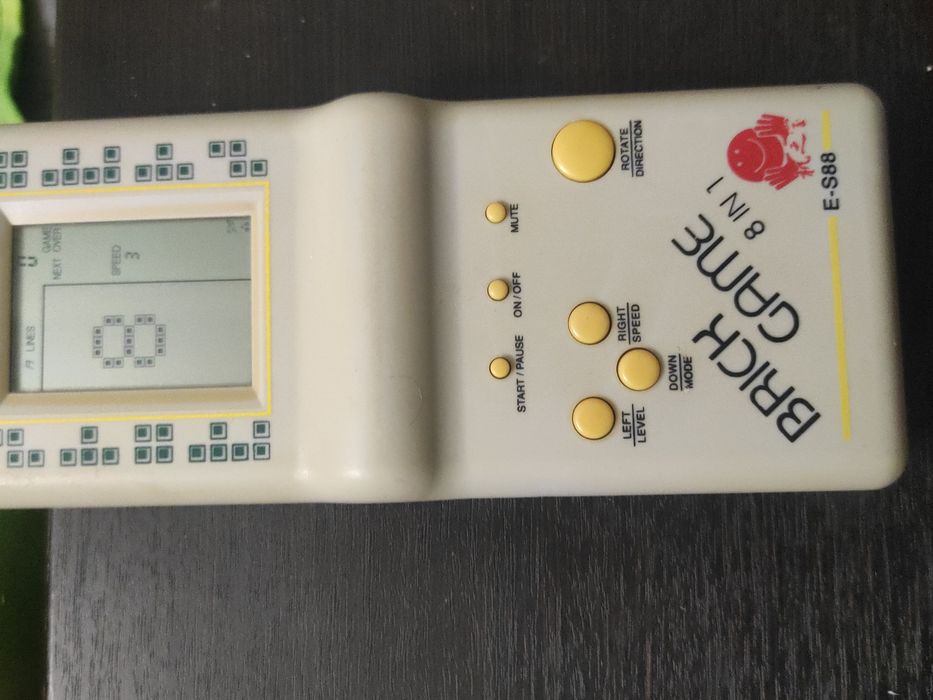 LINES
GAME
NEXT OVER
SPEED
3
START / PAUSE
ON / OFF
MUTE
LEFT
LEVEL
DOWN
MODE
RIGHT
SPEED
ROTATE
DIRECTION
BRICK
GAME
8 IN 1
E-S88